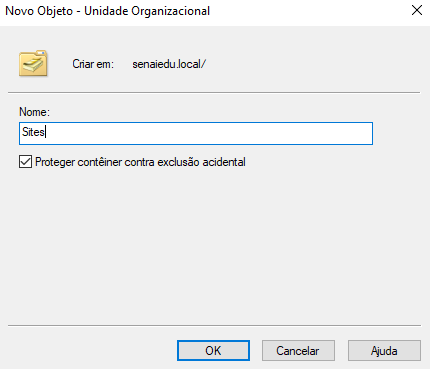 Novo Objeto - Unidade Organizacional
Criar em: senaiedu.local/
Nome:
Sites
Proteger contêiner contra exclusão acidental
OK Cancelar Ajuda